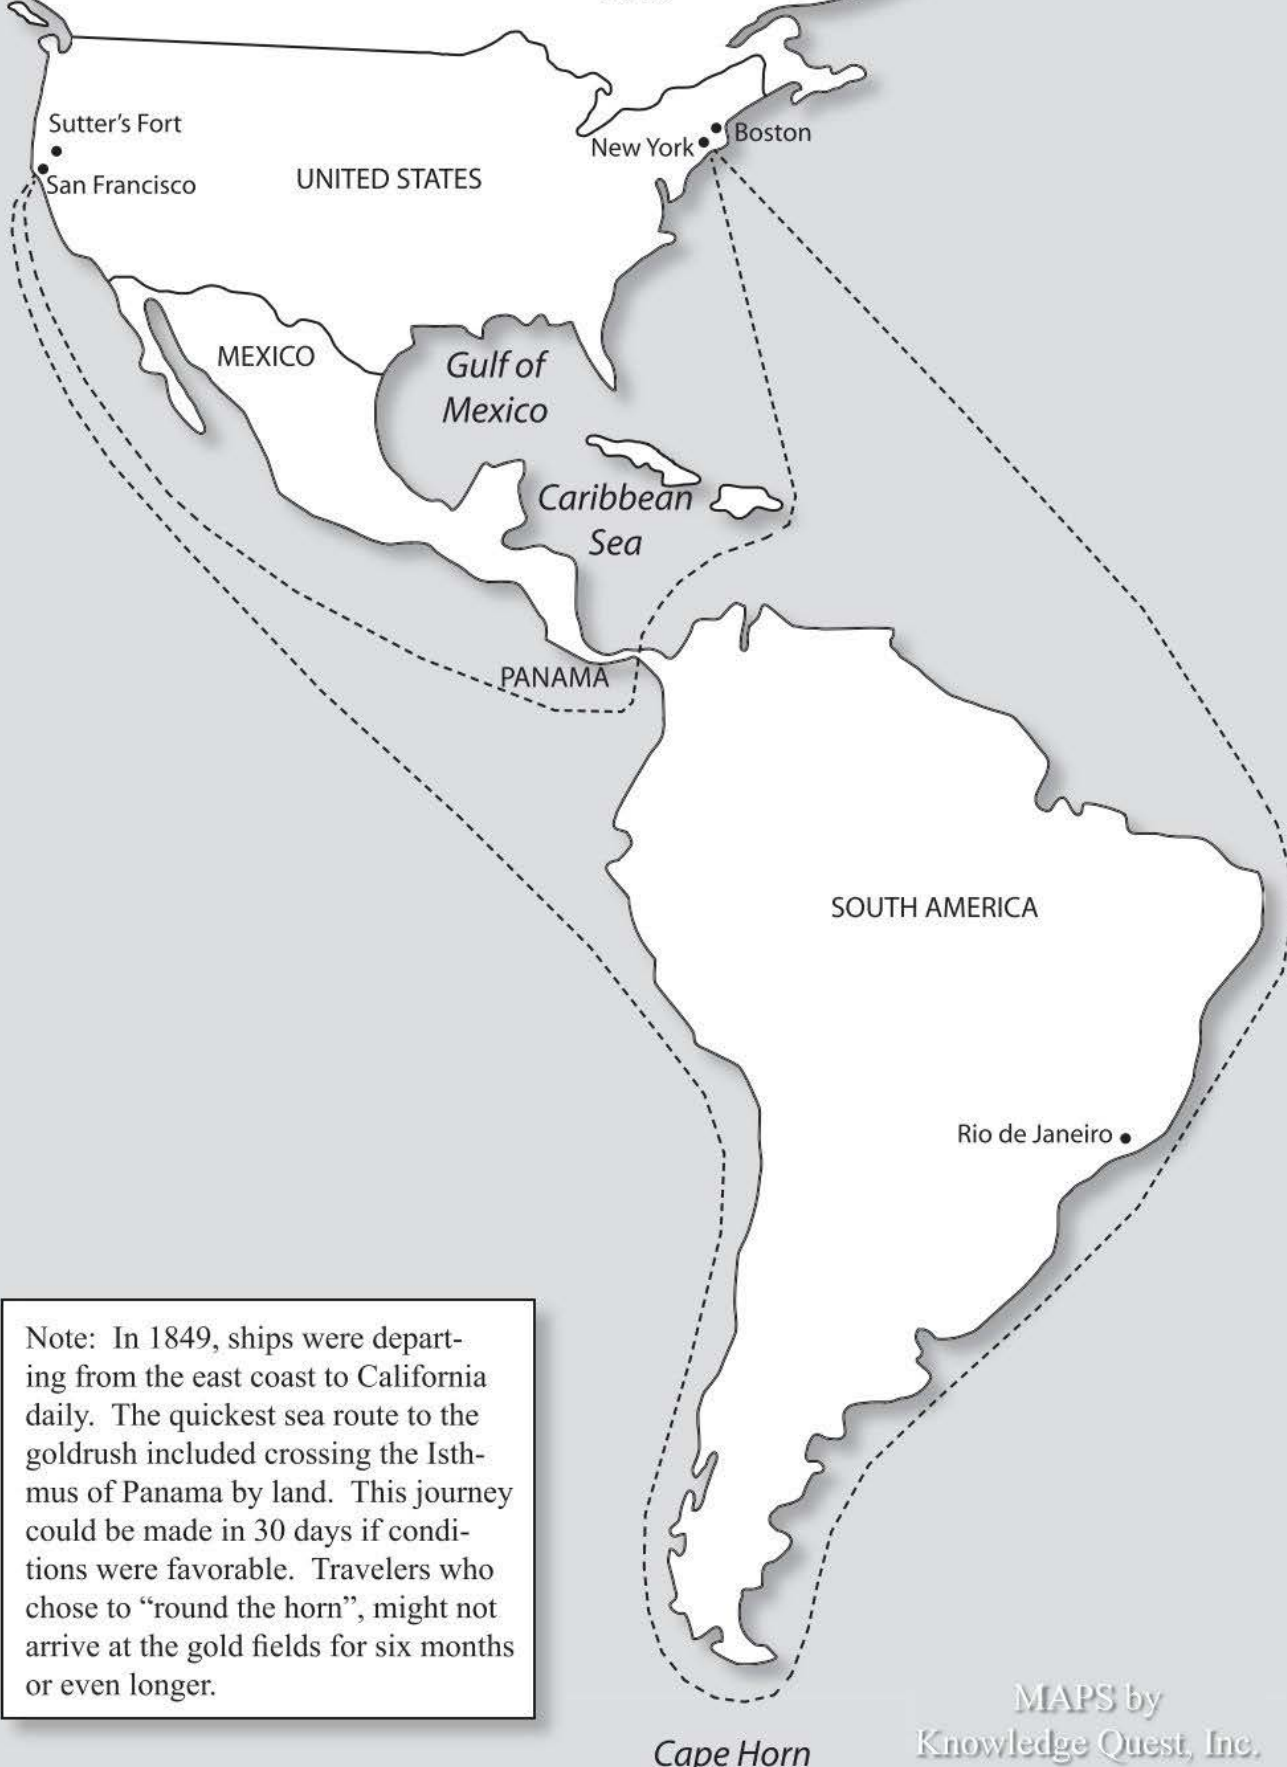 Sutter's Fort
San Francisco
UNITED STATES
New York
Boston
MEXICO
Gulf of
Mexico
Caribbean
Sea
PANAMA
SOUTH AMERICA
Rio de Janeiro
Note: In 1849, ships were depart-
ing from the east coast to California
daily. The quickest sea route to the
goldrush included crossing the Isth-
mus of Panama by land. This journey
could be made in 30 days if condi-
tions were favorable. Travelers who
chose to “round the horn”, might not
arrive at the gold fields for six months
or even longer.
MAPS by
Knowledge Quest, Inc.
Cape Horn